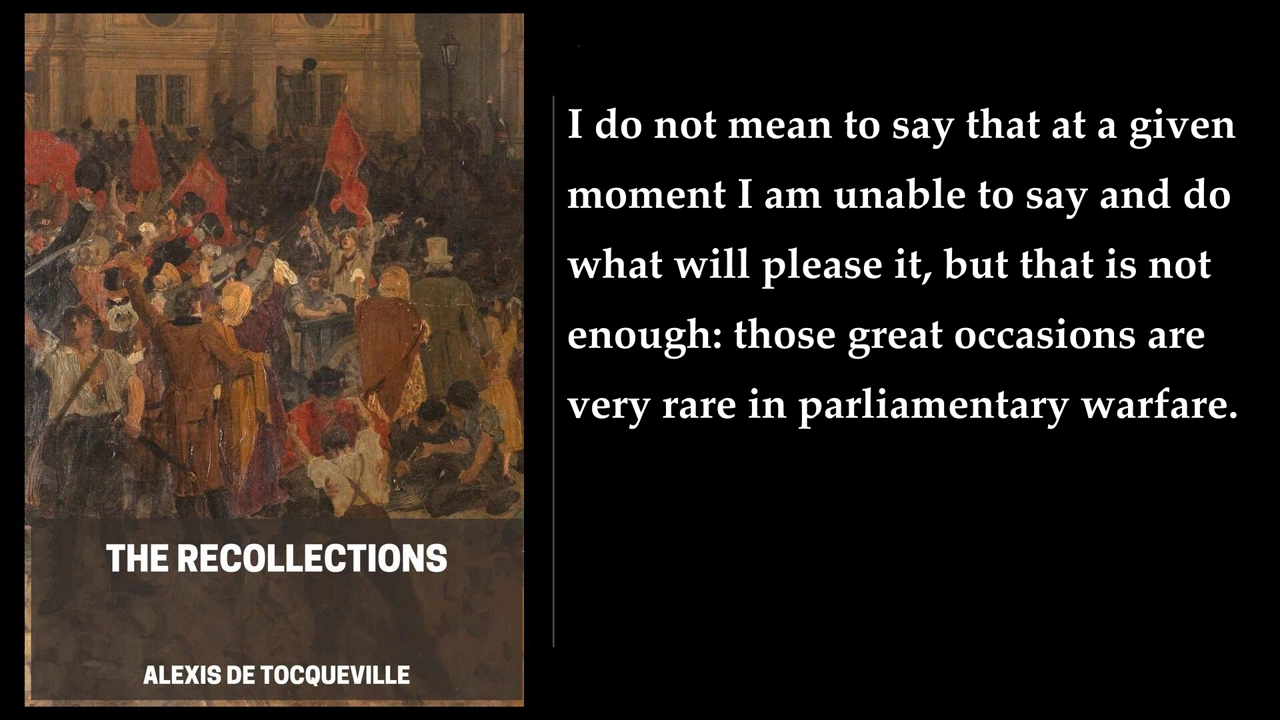 THE RECOLLECTIONS
ALEXIS DE TOCQUEVILLE
I do not mean to say that at a given
moment I am unable to say and do
what will please it, but that is not
enough: those great occasions are
very rare in parliamentary warfare.